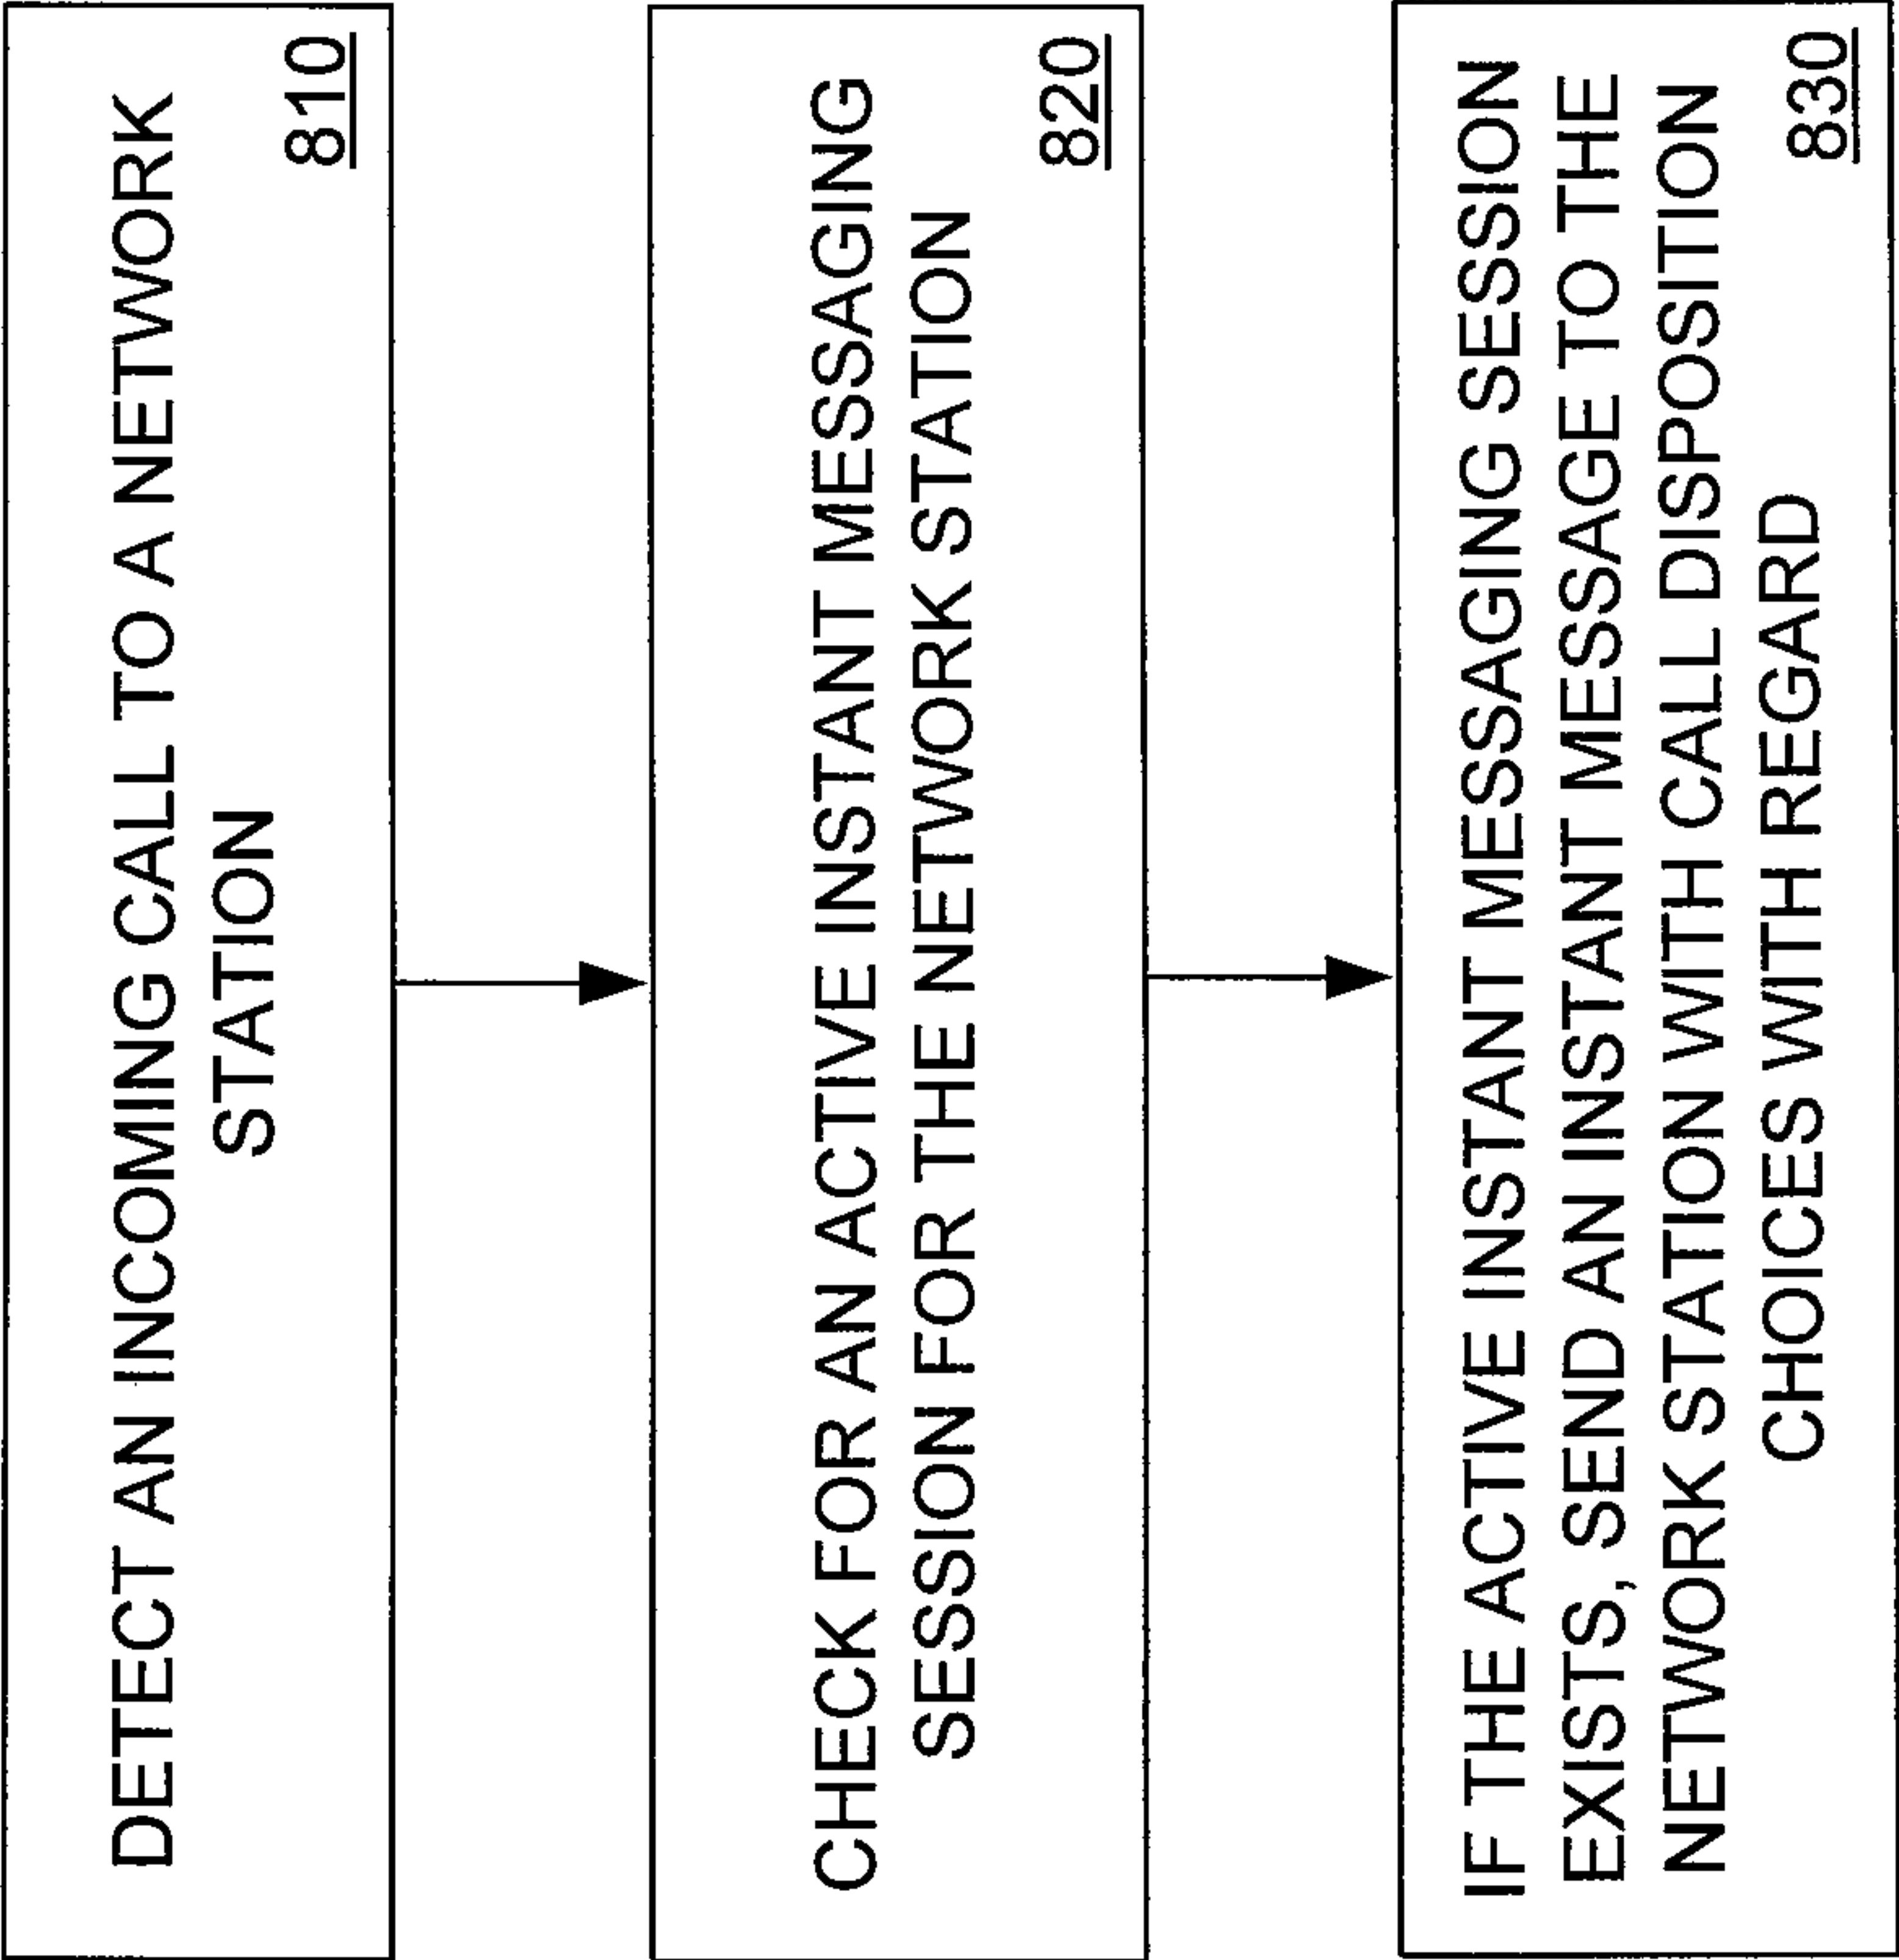 DETECT AN INCOMING CALL TO A NETWORK
STATION
810
CHECK FOR AN ACTIVE INSTANT MESSAGING
SESSION FOR THE NETWORK STATION
820
IF THE ACTIVE INSTANT MESSAGING SESSION
EXISTS, SEND AN INSTANT MESSAGE TO THE
NETWORK STATION WITH CALL DISPOSITION
CHOICES WITH REGARD
830